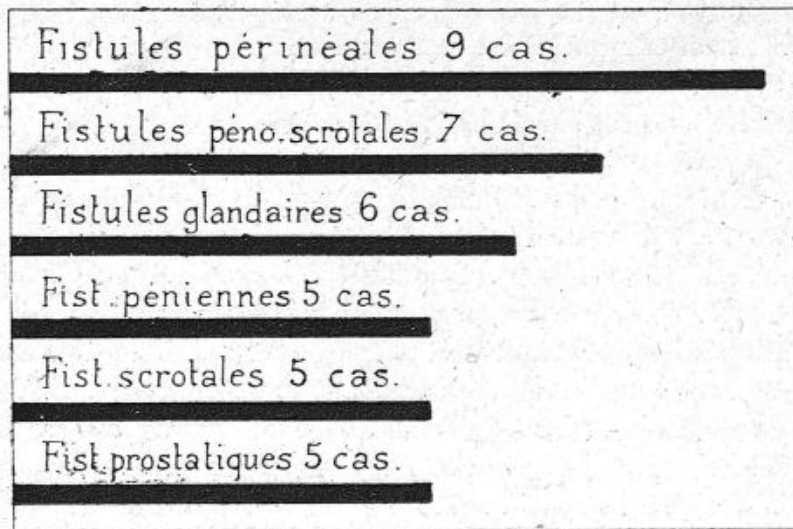 Fistules périnéales 9 cas.
Fistules péno.scrotales 7 cas.
Fistules glandaires 6 cas.
Fist. péniennes 5 cas.
Fist. scrotales 5 cas.
Fist. prostatiques 5 cas.